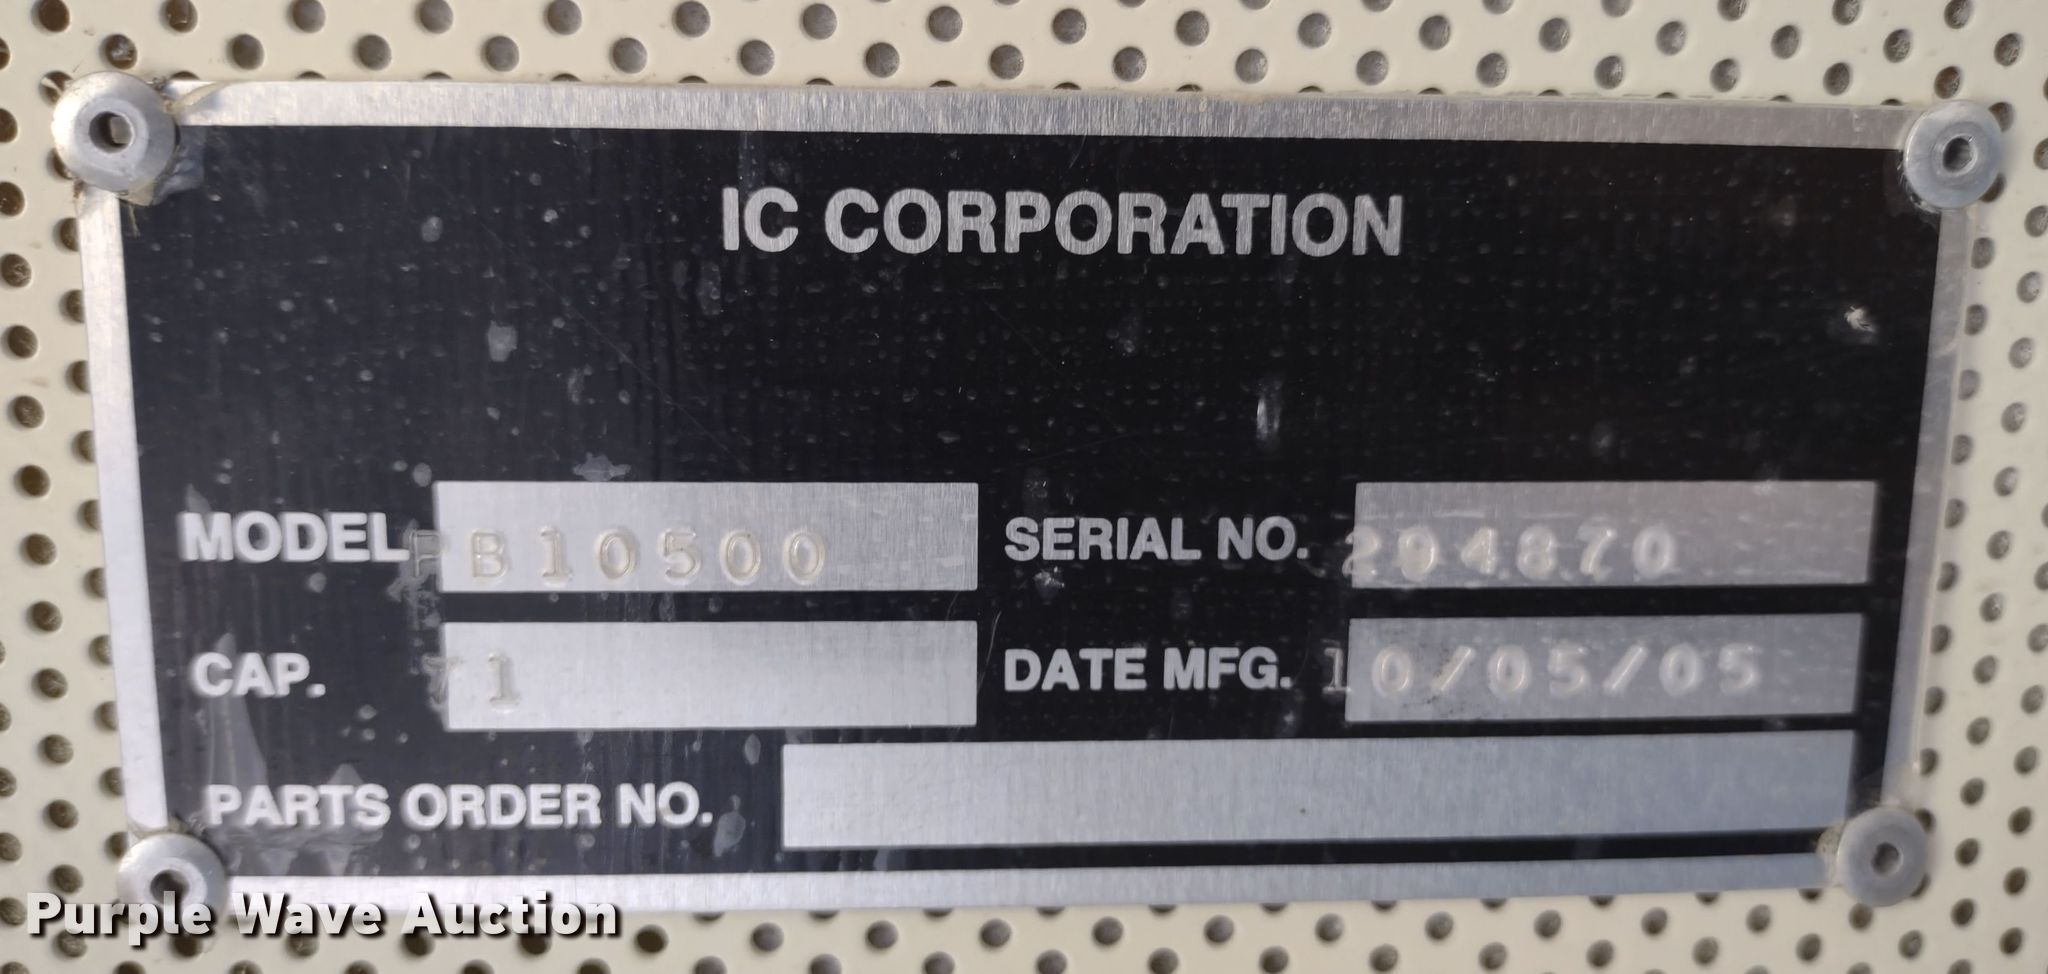 IC CORPORATION
MODEL PB10500 SERIAL NO. 294870
CAP. 71 DATE MFG. 10/05/05
PARTS ORDER NO.
Purple Wave Auction